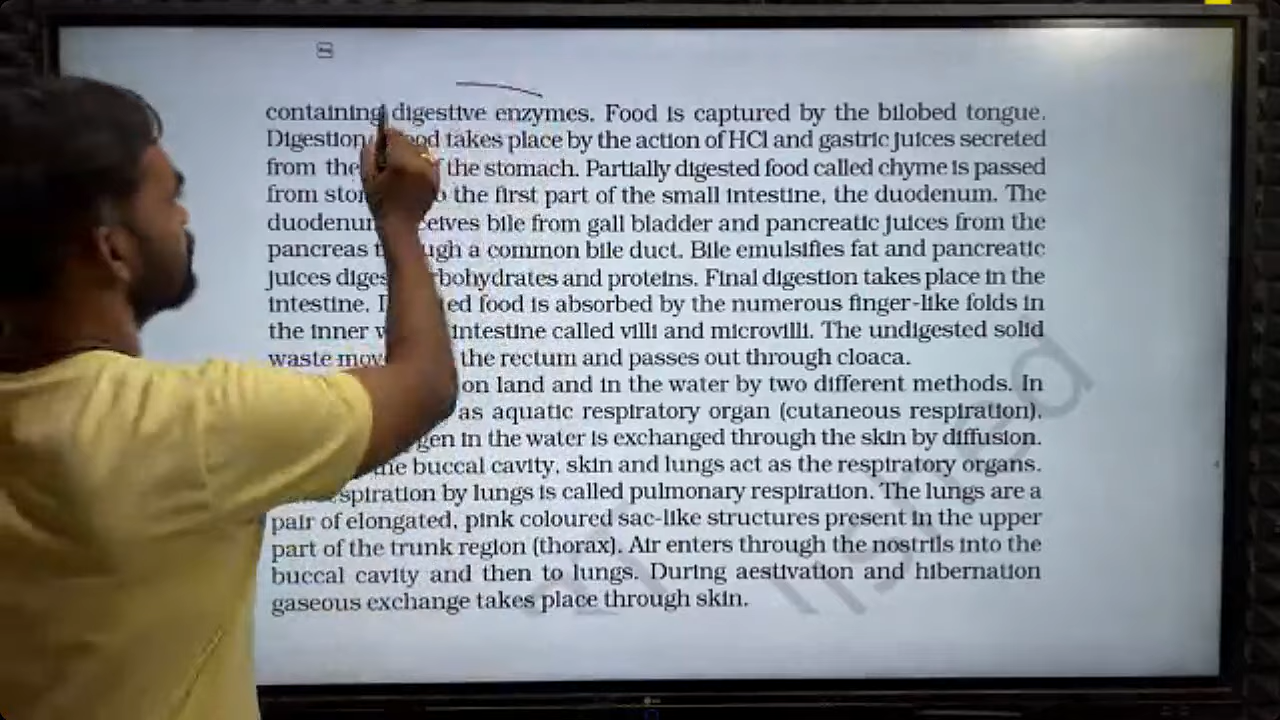 containing digestive enzymes. Food is captured by the bilobed tongue.
Digestion food takes place by the action of HCl and gastric juices secreted
from the the stomach. Partially digested food called chyme is passed
from the first part of the small intestine, the duodenum. The
bile from gall bladder and pancreatic juices from the
pancreas a common bile duct. Bile emulsifies fat and pancreatic
juices and proteins. Final digestion takes place in the
intestine. food is absorbed by the numerous finger-like folds in
the inner intestine called villi and microvilli. The undigested solid
waste the rectum and passes out through cloaca.
on land and in the water by two different methods. In
as aquatic respiratory organ (cutaneous respiration).
in the water is exchanged through the skin by diffusion.
buccal cavity, skin and lungs act as the respiratory organs.
respiration by lungs is called pulmonary respiration. The lungs are a
pair of elongated, pink coloured sac-like structures present in the upper
part of the trunk region (thorax). Air enters through the nostrils into the
buccal cavity and then to lungs. During aestivation and hibernation
gaseous exchange takes place through skin.